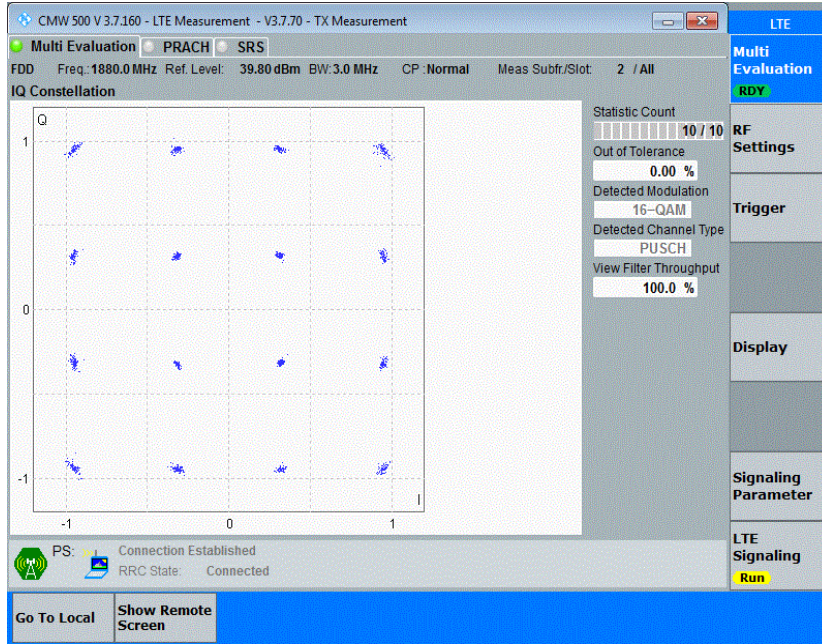 CMW 500 V 3.7.160 - LTE Measurement - V3.7.70 - TX Measurement
LTE
Multi Evaluation PRACH SRS
FDD Freq.: 1880.0 MHz Ref. Level: 39.80 dBm BW: 3.0 MHz CP : Normal Meas Subfr./Slot: 2 / All
IQ Constellation
Q
1
0
-1
-1 0 1
I
Statistic Count
10 / 10
Out of Tolerance
0.00 %
Detected Modulation
16-QAM
Detected Channel Type
PUSCH
View Filter Throughput
100.0 %
Multi
Evaluation
RDY
RF
Settings
Trigger
Display
Signaling
Parameter
LTE
Signaling
Run
PS: Connection Established
RRC State: Connected
Go To Local
Show Remote
Screen